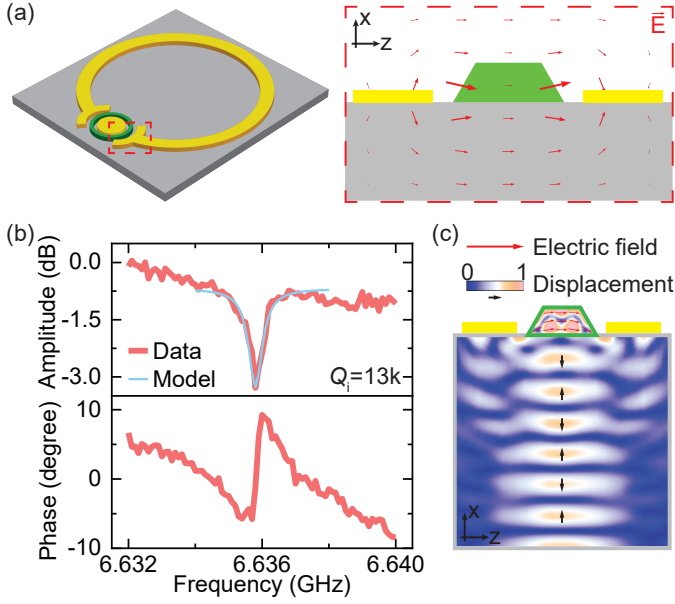 (a)
x
z
E
(b)
Amplitude (dB)
0.0
-1.5
-3.0
Data
Model
Qi=13k
Phase (degree)
10
0
-10
6.632
6.636
6.640
Frequency (GHz)
(c)
Electric field
0 1
Displacement
x
z